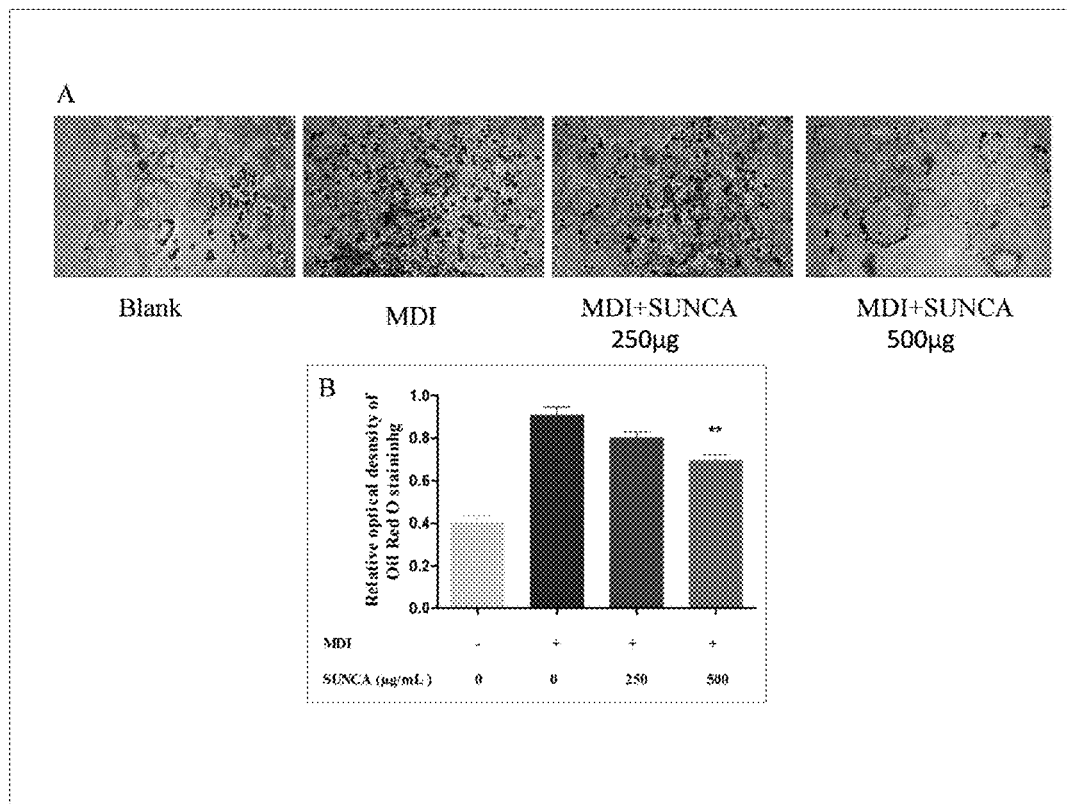 A
Blank
MDI
MDI+SUNCA
250µg
MDI+SUNCA
500µg
B
Relative optical desnsity of
Oil Red O staininhg
1.0
0.8
0.6
0.4
0.2
0.0
**
MDI - + + +
SUNCA (µg/mL) 0 0 250 500